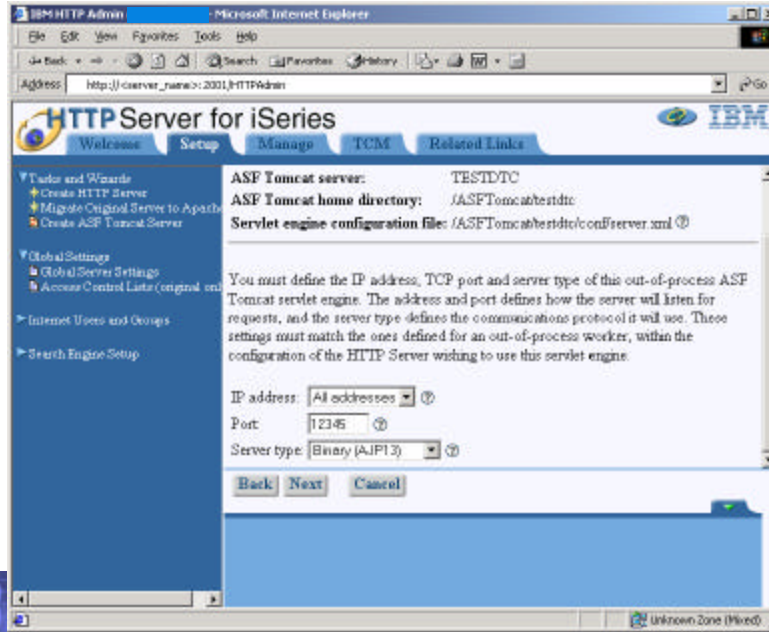 IBM HTTP Admin - Microsoft Internet Explorer
File Edit View Favorites Tools Help
Back Search Favorites History
Address http://<server_name>:2001/HTTPAdmin Go
HTTP Server for iSeries IBM
Welcome Setup Manage TCM Related Links
Tasks and Wizards
Create HTTP Server
Migrate Original Server to Apache
Create ASF Tomcat Server
Global Settings
Global Server Settings
Access Control Lists (original onl
Internet Users and Groups
Search Engine Setup
ASF Tomcat server: TESTDTC
ASF Tomcat home directory: /ASFTomcat/testdtc
Servlet engine configuration file: /ASFTomcat/testdtc/conf/server.xml
You must define the IP address, TCP port and server type of this out-of-process ASF
Tomcat servlet engine. The address and port defines how the server will listen for
requests, and the server type defines the communications protocol it will use. These
settings must match the ones defined for an out-of-process worker, within the
configuration of the HTTP Server wishing to use this servlet engine.
IP address: All addresses
Port: 12345
Server type: Binary (AJP13)
Back Next Cancel
Unknown Zone (Mixed)